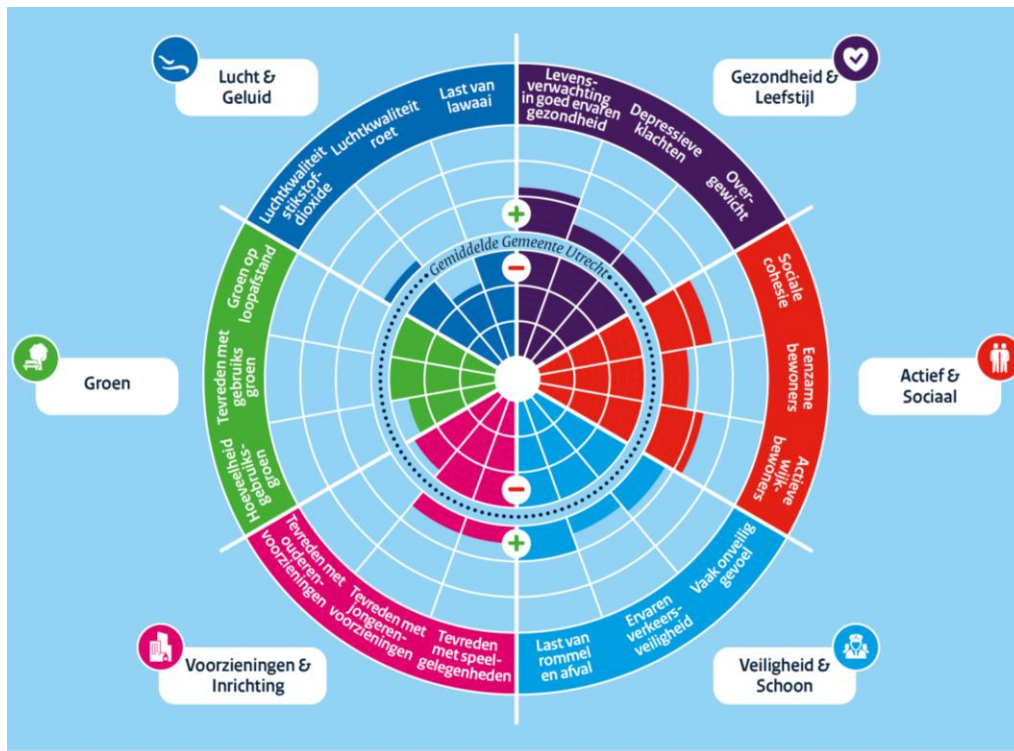 Lucht &
Geluid
Gezondheid &
Leefstijl
Luchtkwaliteit
stikstof-
dioxide
Luchtkwaliteit
roet
Last van
lawaai
Levens-
verwachting
in goed ervaren
gezondheid
Depressieve
klachten
Over-
gewicht
+
Gemiddelde Gemeente Utrecht
−
Groen op
loopafstand
Tevreden met
gebruiks
groen
Hoeveelheid
gebruiks-
groen
Groen
Sociale
cohesie
Eenzame
bewoners
Actieve
wijk-
bewoners
Actief &
Sociaal
−
+
Tevreden met
ouderen-
voorzieningen
Tevreden met
jongeren-
voorzieningen
Tevreden
met speel-
gelegenheden
Last van
rommel
en afval
Ervaren
verkeers-
veiligheid
Vaak onveilig
gevoel
Voorzieningen &
Inrichting
Veiligheid &
Schoon